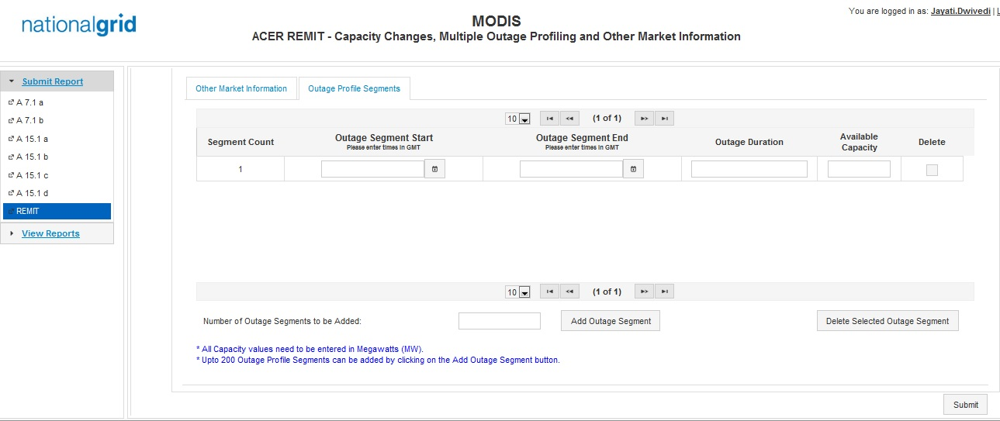 nationalgrid
MODIS
ACER REMIT - Capacity Changes, Multiple Outage Profiling and Other Market Information
You are logged in as: Jayati.Dwivedi |
Submit Report
A 7.1 a
A 7.1 b
A 15.1 a
A 15.1 b
A 15.1 c
A 15.1 d
REMIT
View Reports
Other Market Information Outage Profile Segments
10 (1 of 1)
Segment Count Outage Segment Start Outage Segment End Outage Duration Available Capacity Delete
Please enter times in GMT Please enter times in GMT
1
10 (1 of 1)
Number of Outage Segments to be Added: Add Outage Segment Delete Selected Outage Segment
* All Capacity values need to be entered in Megawatts (MW).
* Upto 200 Outage Profile Segments can be added by clicking on the Add Outage Segment button.
Submit